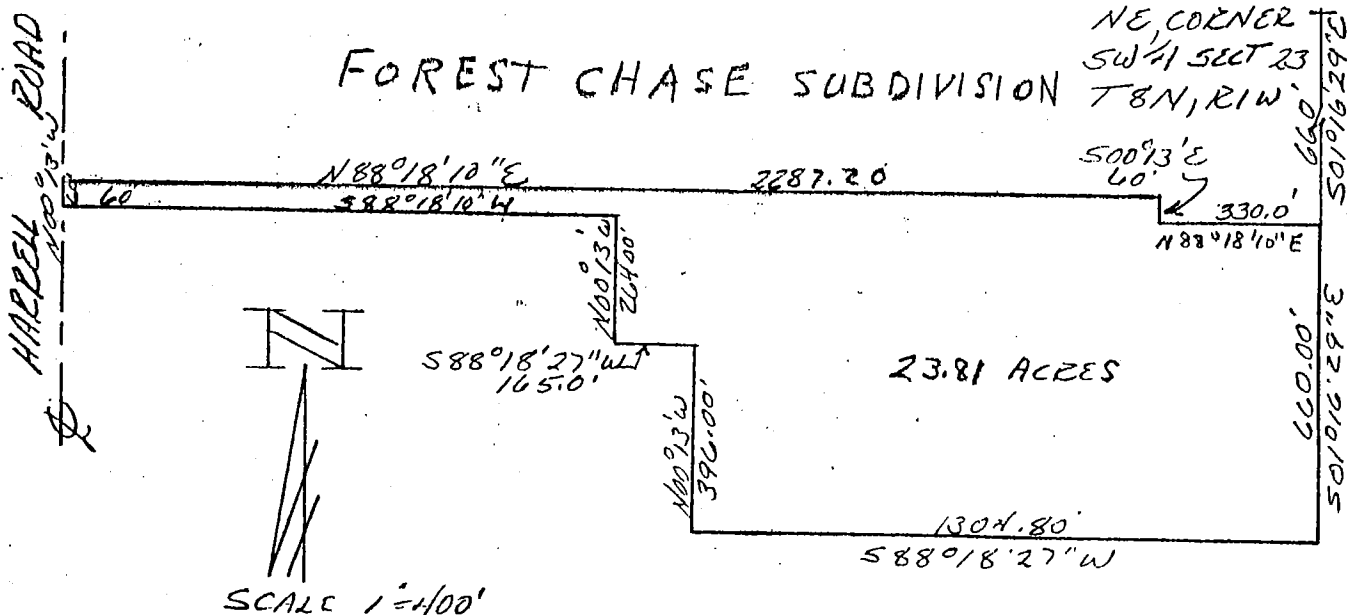 NE, CORNER
SW¼ SECT 23
T8N, R1W
FOREST CHASE SUBDIVISION
HARRELL ROAD
N00°13'W
660'
S01°16'29"E
N88°18'10"E
2287.20
S00°13'E
60'
60
S88°18'10"W
330.0'
N88°18'10"E
N00°13'W
264.00'
S88°18'27"W
165.0'
23.81 ACRES
N00°13'W
396.00'
660.00'
S01°16'29"E
1304.80'
S88°18'27"W
N
SCALE 1"=400'